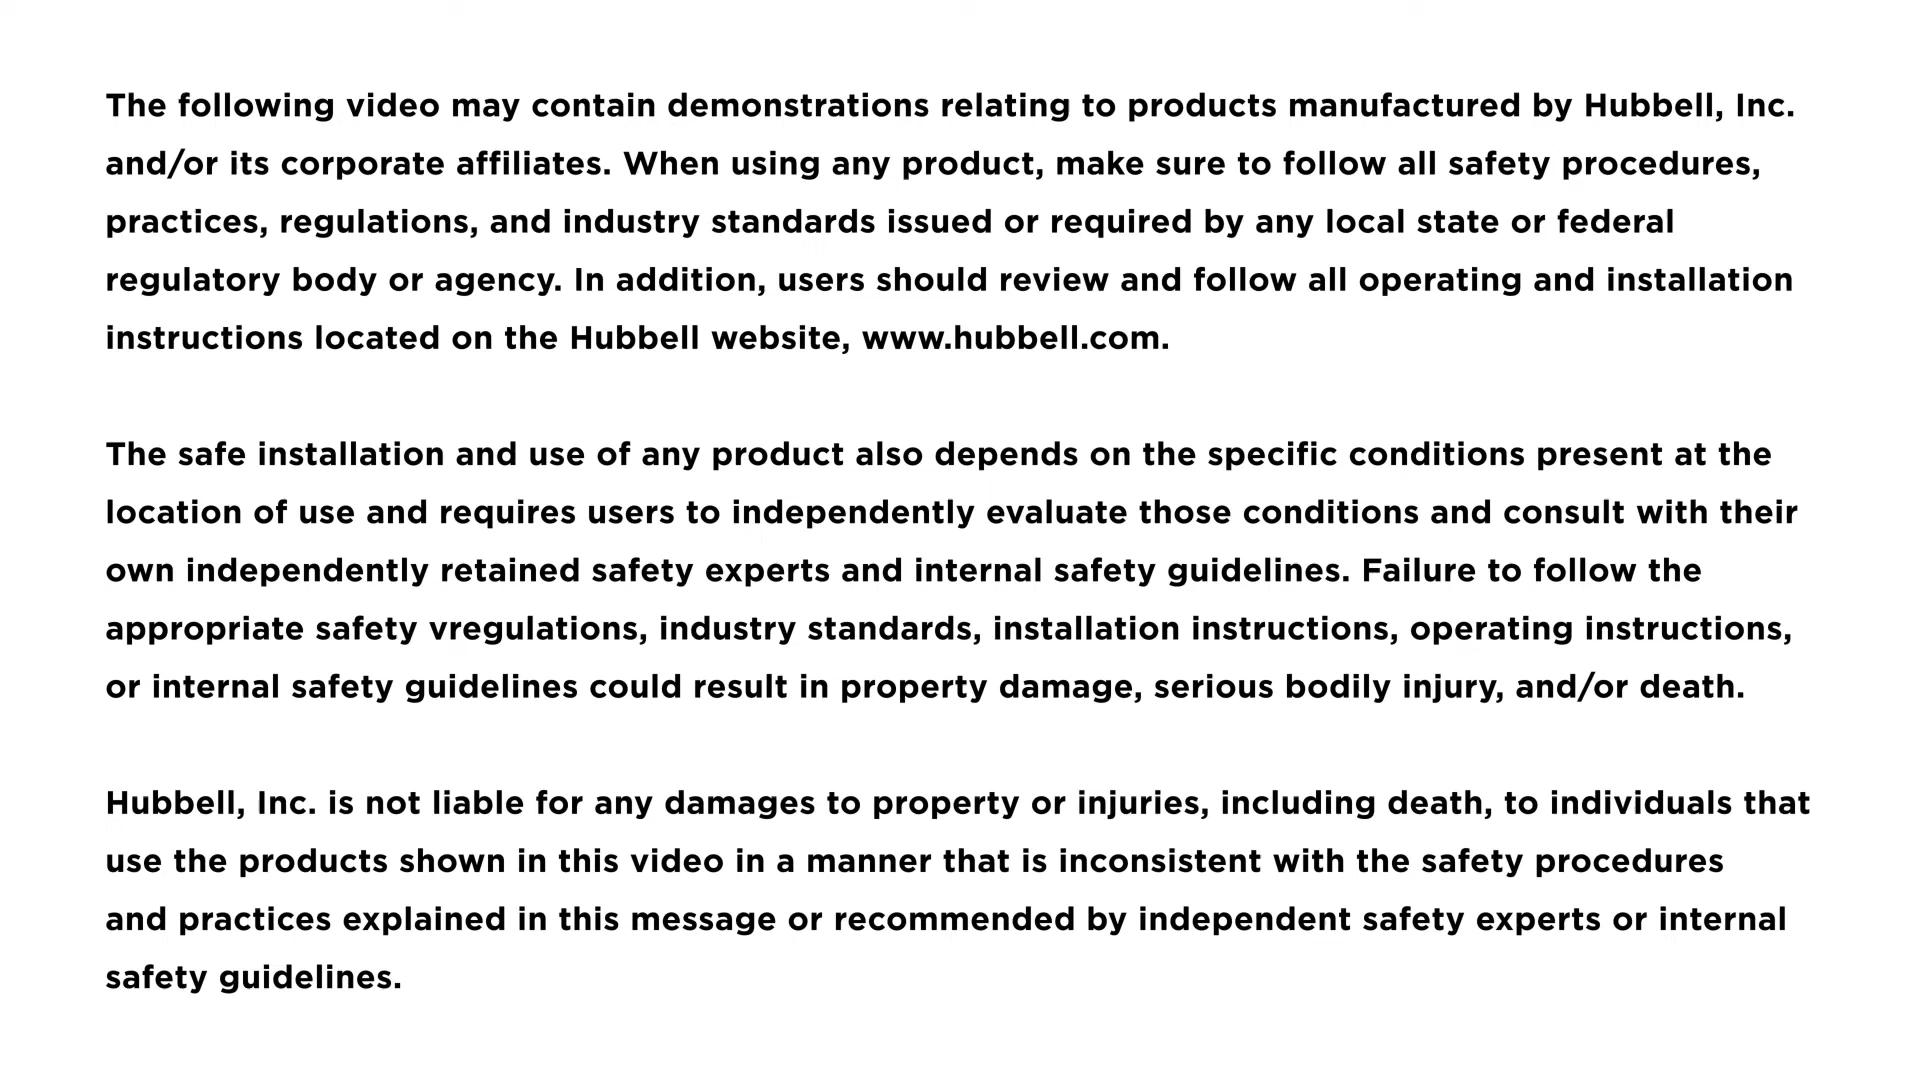 The following video may contain demonstrations relating to products manufactured by Hubbell, Inc.
and/or its corporate affiliates. When using any product, make sure to follow all safety procedures,
practices, regulations, and industry standards issued or required by any local state or federal
regulatory body or agency. In addition, users should review and follow all operating and installation
instructions located on the Hubbell website, www.hubbell.com.
The safe installation and use of any product also depends on the specific conditions present at the
location of use and requires users to independently evaluate those conditions and consult with their
own independently retained safety experts and internal safety guidelines. Failure to follow the
appropriate safety vregulations, industry standards, installation instructions, operating instructions,
or internal safety guidelines could result in property damage, serious bodily injury, and/or death.
Hubbell, Inc. is not liable for any damages to property or injuries, including death, to individuals that
use the products shown in this video in a manner that is inconsistent with the safety procedures
and practices explained in this message or recommended by independent safety experts or internal
safety guidelines.